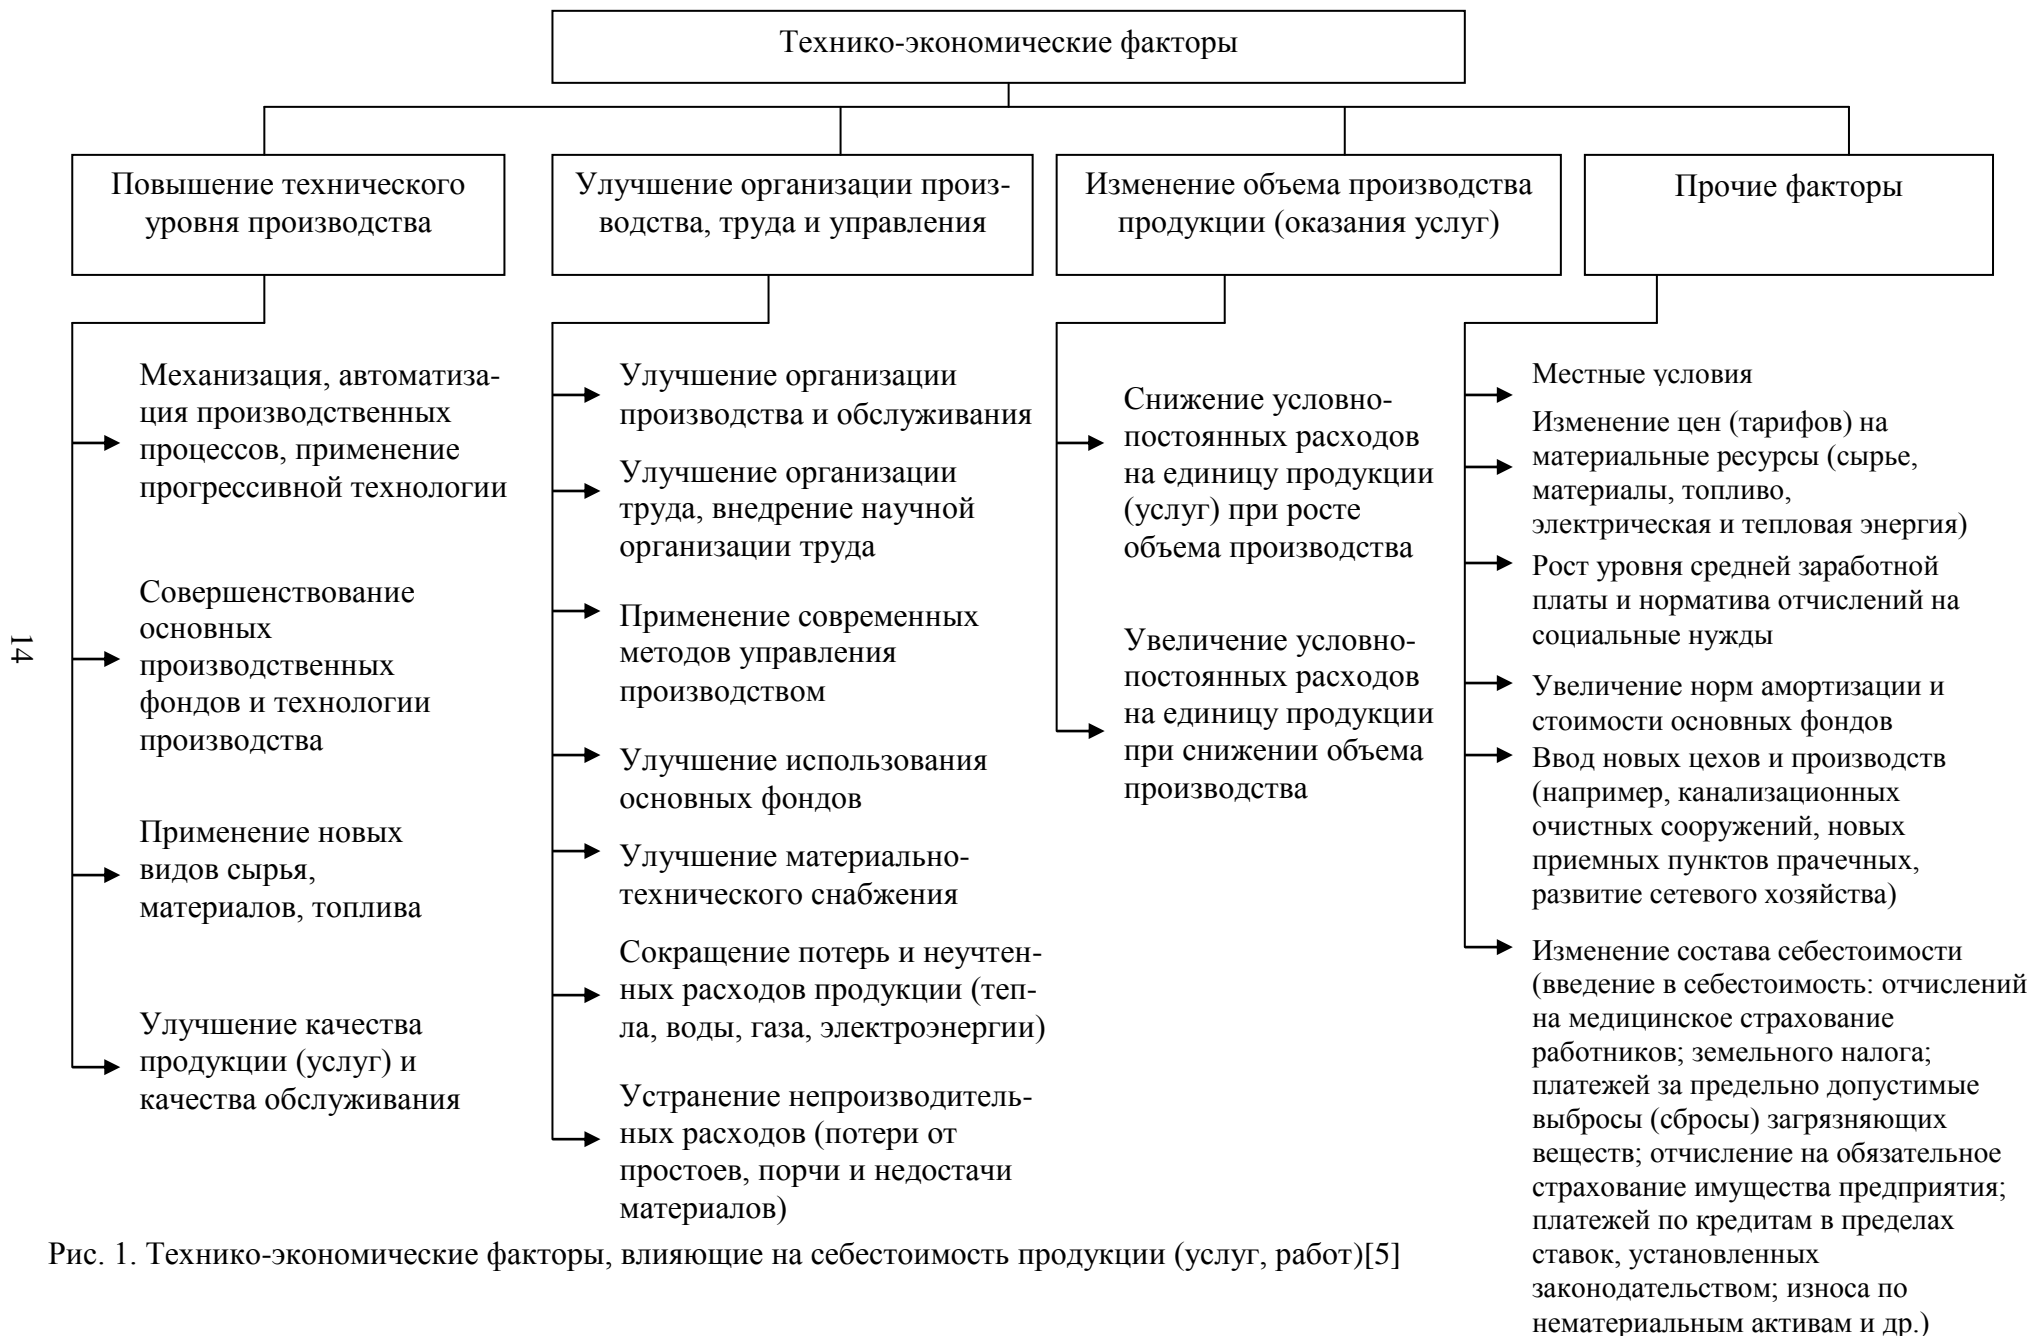 Технико-экономические факторы
Повышение технического
уровня производства
Улучшение организации произ-
водства, труда и управления
Изменение объема производства
продукции (оказания услуг)
Прочие факторы
Механизация, автоматиза-
ция производственных
процессов, применение
прогрессивной технологии
Совершенствование
основных
производственных
фондов и технологии
производства
Применение новых
видов сырья,
материалов, топлива
Улучшение качества
продукции (услуг) и
качества обслуживания
Улучшение организации
производства и обслуживания
Улучшение организации
труда, внедрение научной
организации труда
Применение современных
методов управления
производством
Улучшение использования
основных фондов
Улучшение материально-
технического снабжения
Сокращение потерь и неучтен-
ных расходов продукции (теп-
ла, воды, газа, электроэнергии)
Устранение непроизводитель-
ных расходов (потери от
простоев, порчи и недостачи
материалов)
Снижение условно-
постоянных расходов
на единицу продукции
(услуг) при росте
объема производства
Увеличение условно-
постоянных расходов
на единицу продукции
при снижении объема
производства
Местные условия
Изменение цен (тарифов) на
материальные ресурсы (сырье,
материалы, топливо,
электрическая и тепловая энергия)
Рост уровня средней заработной
платы и норматива отчислений на
социальные нужды
Увеличение норм амортизации и
стоимости основных фондов
Ввод новых цехов и производств
(например, канализационных
очистных сооружений, новых
приемных пунктов прачечных,
развитие сетевого хозяйства)
Изменение состава себестоимости
(введение в себестоимость: отчислений
на медицинское страхование
работников; земельного налога;
платежей за предельно допустимые
выбросы (сбросы) загрязняющих
веществ; отчисление на обязательное
страхование имущества предприятия;
платежей по кредитам в пределах
ставок, установленных
законодательством; износа по
нематериальным активам и др.)
Рис. 1. Технико-экономические факторы, влияющие на себестоимость продукции (услуг, работ)[5]
14